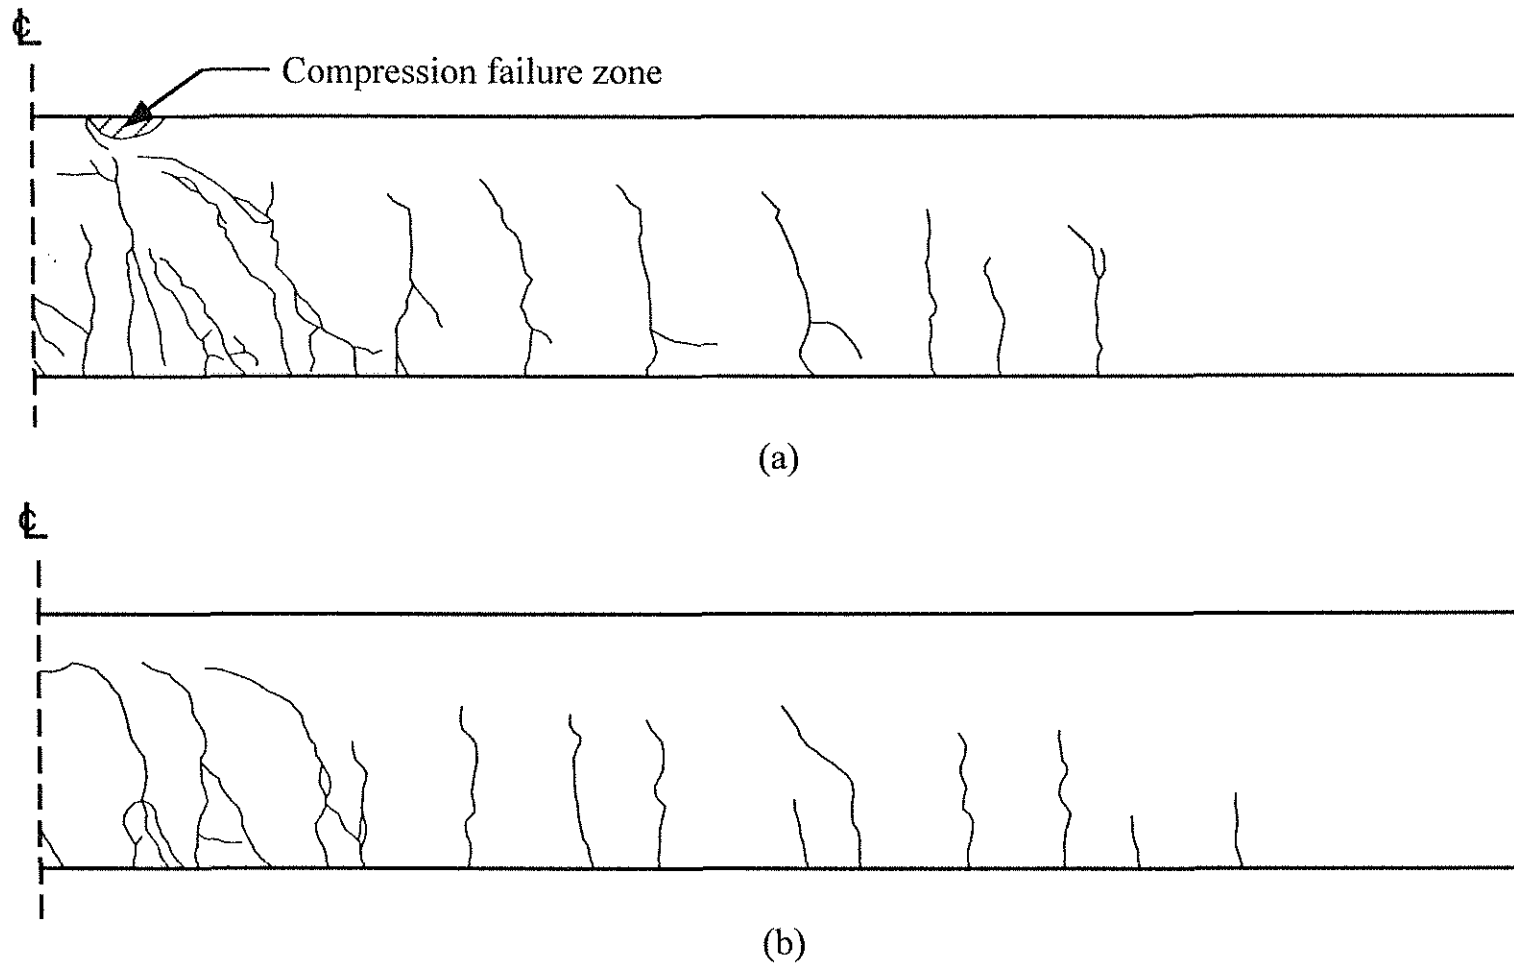 ℄
Compression failure zone
(a)
℄
(b)